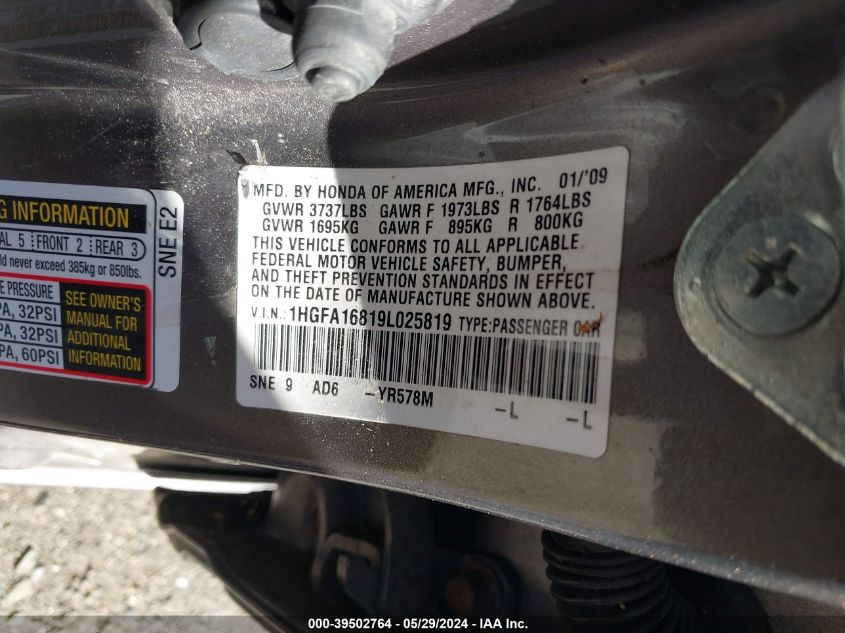 G INFORMATION
AL 5 FRONT 2 REAR 3
ld never exceed 385kg or 850lbs.
E PRESSURE
PA, 32PSI
PA, 32PSI
PA, 60PSI
SEE OWNER'S
MANUAL FOR
ADDITIONAL
INFORMATION
SNE E2
MFD. BY HONDA OF AMERICA MFG., INC. 01/'09
GVWR 3737LBS GAWR F 1973LBS R 1764LBS
GVWR 1695KG GAWR F 895KG R 800KG
THIS VEHICLE CONFORMS TO ALL APPLICABLE
FEDERAL MOTOR VEHICLE SAFETY, BUMPER,
AND THEFT PREVENTION STANDARDS IN EFFECT
ON THE DATE OF MANUFACTURE SHOWN ABOVE.
V.I.N.: 1HGFA16819L025819 TYPE:PASSENGER CAR
SNE 9 AD6 -YR578M -L -L
000-39502764 - 05/29/2024 - IAA Inc.